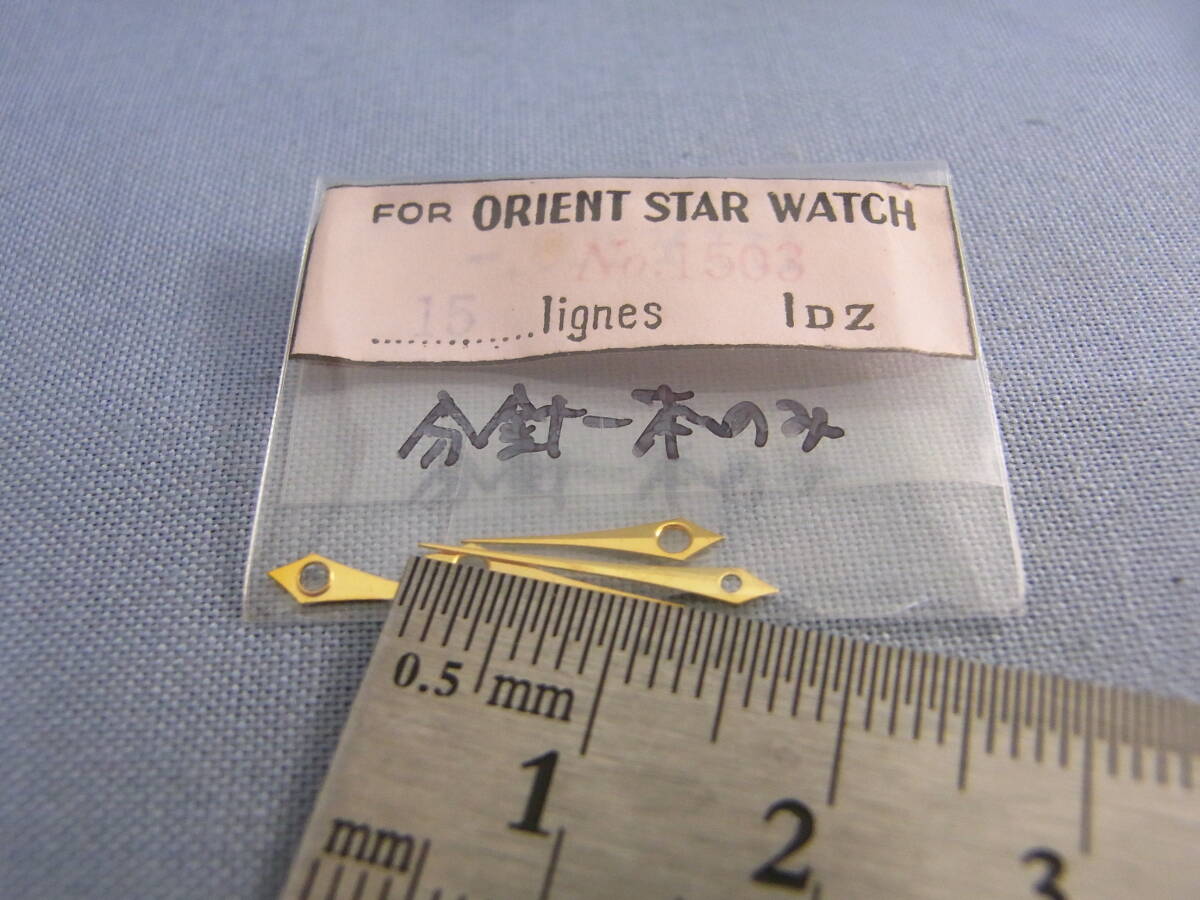 FOR ORIENT STAR WATCH
No.1503
15 lignes 1DZ
分針一本のみ
0.5 mm
1 2 3
mm